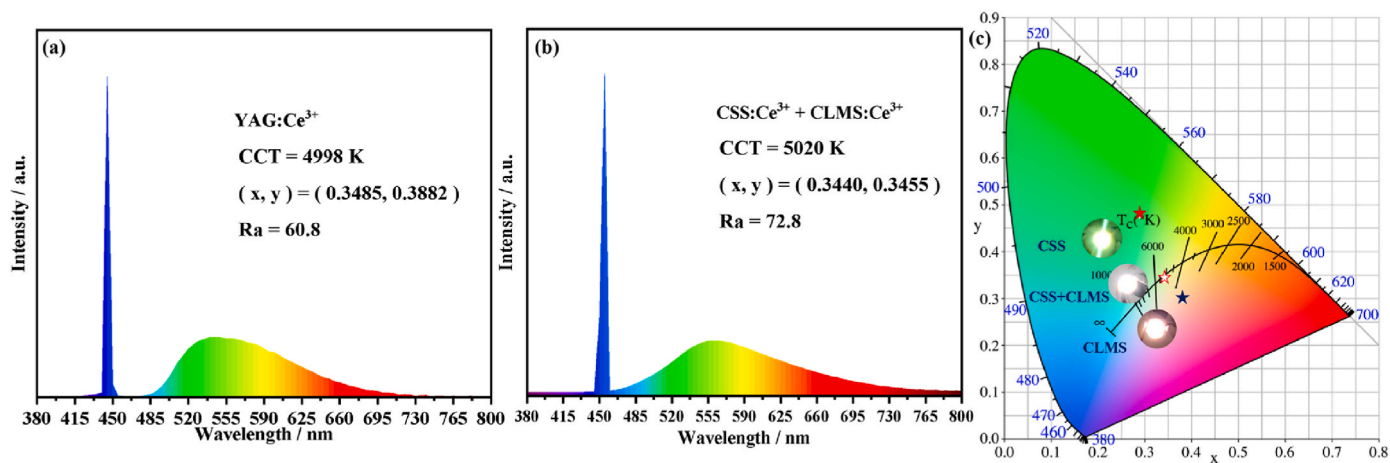 (a)
YAG:Ce³⁺
CCT = 4998 K
( x, y ) = ( 0.3485, 0.3882 )
Ra = 60.8
Intensity / a.u.
380 415 450 485 520 555 590 625 660 695 730 765 800
Wavelength / nm
(b)
CSS:Ce³⁺ + CLMS:Ce³⁺
CCT = 5020 K
( x, y ) = ( 0.3440, 0.3455 )
Ra = 72.8
Intensity / a.u.
380 415 450 485 520 555 590 625 660 695 730 765 800
Wavelength / nm
(c)
0.9
0.8
0.7
0.6
0.5
0.4
0.3
0.2
0.1
0.0
y
520
540
560
500
580
Tc(°K)
CSS
4000 3000 2500
6000
600
2000 1500
1000
620
CSS+CLMS
490
700
∞
CLMS
480
470
460
380
0.0 0.1 0.2 0.3 0.4 0.5 0.6 0.7 0.8
x